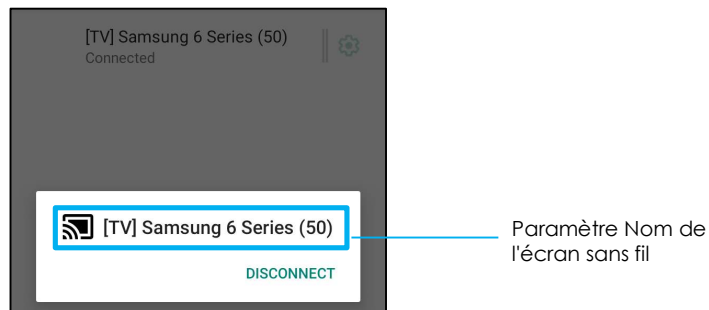 [TV] Samsung 6 Series (50)
Connected
[TV] Samsung 6 Series (50)
DISCONNECT
Paramètre Nom de
l'écran sans fil